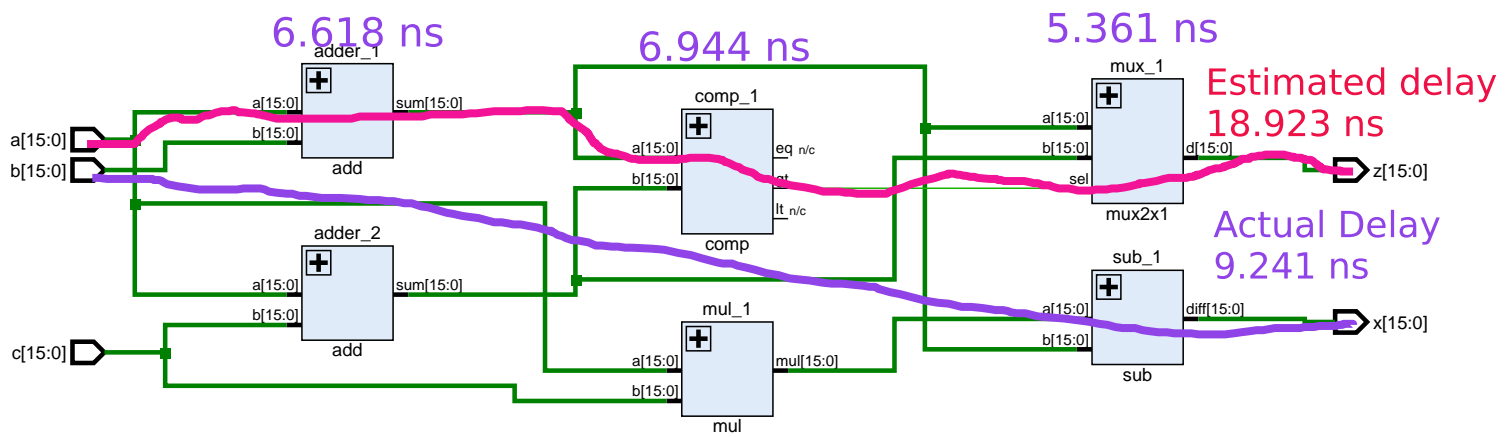 6.618 ns
6.944 ns
5.361 ns
adder_1
a[15:0]
b[15:0]
sum[15:0]
add
comp_1
a[15:0]
b[15:0]
eq n/c
gt
lt n/c
comp
mux_1
a[15:0]
b[15:0]
sel
d[15:0]
mux2x1
Estimated delay
18.923 ns
a[15:0]
b[15:0]
z[15:0]
adder_2
a[15:0]
b[15:0]
sum[15:0]
add
c[15:0]
mul_1
a[15:0]
b[15:0]
mul[15:0]
mul
sub_1
a[15:0]
b[15:0]
diff[15:0]
sub
Actual Delay
9.241 ns
x[15:0]